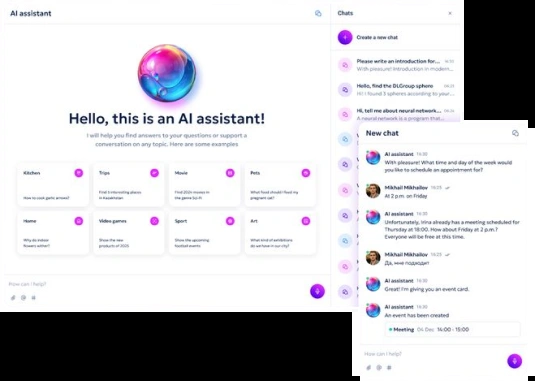 AI assistant
Hello, this is an AI assistant!
I will help you find answers to your questions or support a
conversation on any topic. Here are some examples
Kitchen
How to cook garlic prawns?
Trips
Find 5 interesting places
in Kazakhstan
Movie
Find 2024 movies in
the genre Sci-Fi
Pets
What food should I feed my
pregnant cat?
Home
Why do indoor
flowers wither?
Video games
Show the new
products of 2025
Sport
Show the upcoming
football events
Art
What kind of exhibitions
do we have in our city?
How can I help?
Chats
Create a new chat
Please write an introduction for...
With pleasure! Introduction in modern...
Hello, find the DLGroup sphere
Hi! I found 3 spheres according to your...
Hi, tell me about neural network...
A neural network is a program that...
New chat
AI assistant 14:30
With pleasure! What time and day of the week would
you like to schedule an appointment for?
Mikhail Mikhailov 14:23
At 2 p.m. on Friday
AI assistant 14:30
Unfortunately, Irina already has a meeting scheduled for
Thursday at 18:00. How about Friday at 2 p.m.?
Everyone will be free at this time.
Mikhail Mikhailov 14:23
Да, мне подходит
AI assistant 14:30
Great! I'm giving you an event card.
AI assistant 14:30
An event has been created
Meeting 04 Dec 14:00 - 15:00
How can I help?